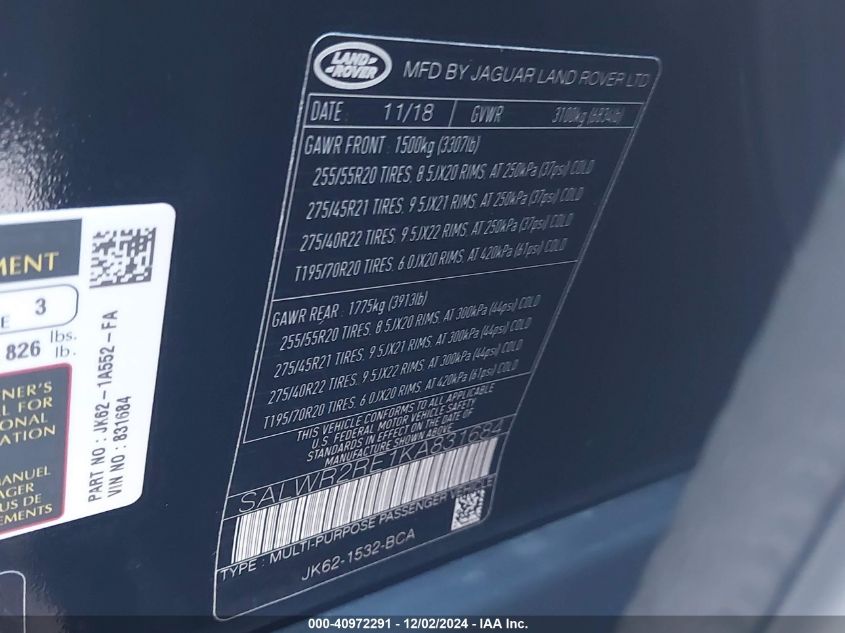 MENT
E 3
826 lbs.
lb.
NER'S
L FOR
ONAL
ATION
MANUEL
AGER
US DE
EMENTS
PART NO : JK62-1A552-FA
VIN NO : 831684
LAND
ROVER
MFD BY JAGUAR LAND ROVER LTD
DATE : 11/18 GVWR 3100kg (6834lb)
GAWR FRONT : 1500kg (3307lb)
255/55R20 TIRES, 8.5JX20 RIMS, AT 250kPa (37psi) COLD
275/45R21 TIRES, 9.5JX21 RIMS, AT 250kPa (37psi) COLD
275/40R22 TIRES, 9.5JX22 RIMS, AT 250kPa (37psi) COLD
T195/70R20 TIRES, 6.0JX20 RIMS, AT 420kPa (61psi) COLD
GAWR REAR : 1775kg (3913lb)
255/55R20 TIRES, 8.5JX20 RIMS, AT 300kPa (44psi) COLD
275/45R21 TIRES, 9.5JX21 RIMS, AT 300kPa (44psi) COLD
275/40R22 TIRES, 9.5JX22 RIMS, AT 300kPa (44psi) COLD
T195/70R20 TIRES, 6.0JX20 RIMS, AT 420kPa (61psi) COLD
THIS VEHICLE CONFORMS TO ALL APPLICABLE
U.S. FEDERAL MOTOR VEHICLE SAFETY
STANDARDS IN EFFECT ON THE DATE OF
MANUFACTURE SHOWN ABOVE.
SALWR2RE1KA831684
TYPE : MULTI-PURPOSE PASSENGER VEHICLE
JK62-1532-BCA
000-40972291 - 12/02/2024 - IAA Inc.